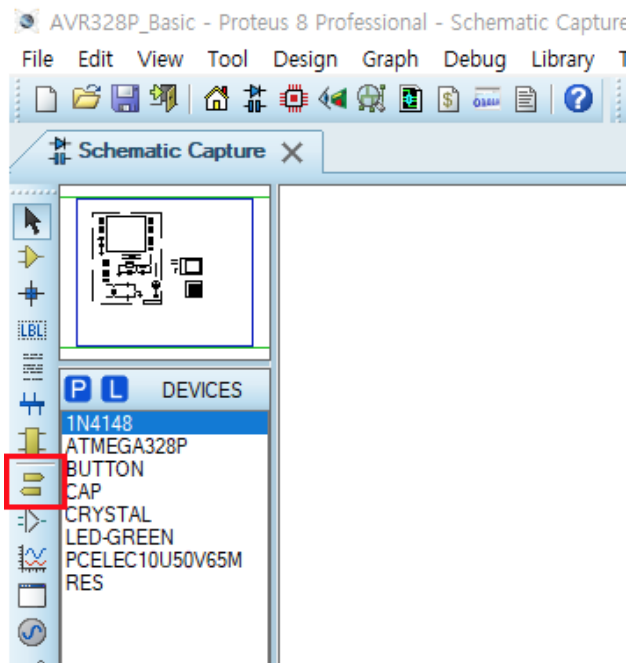 AVR328P_Basic - Proteus 8 Professional - Schematic Capture
File Edit View Tool Design Graph Debug Library T
Schematic Capture
LBL
P L DEVICES
1N4148
ATMEGA328P
BUTTON
CAP
CRYSTAL
LED-GREEN
PCELEC10U50V65M
RES